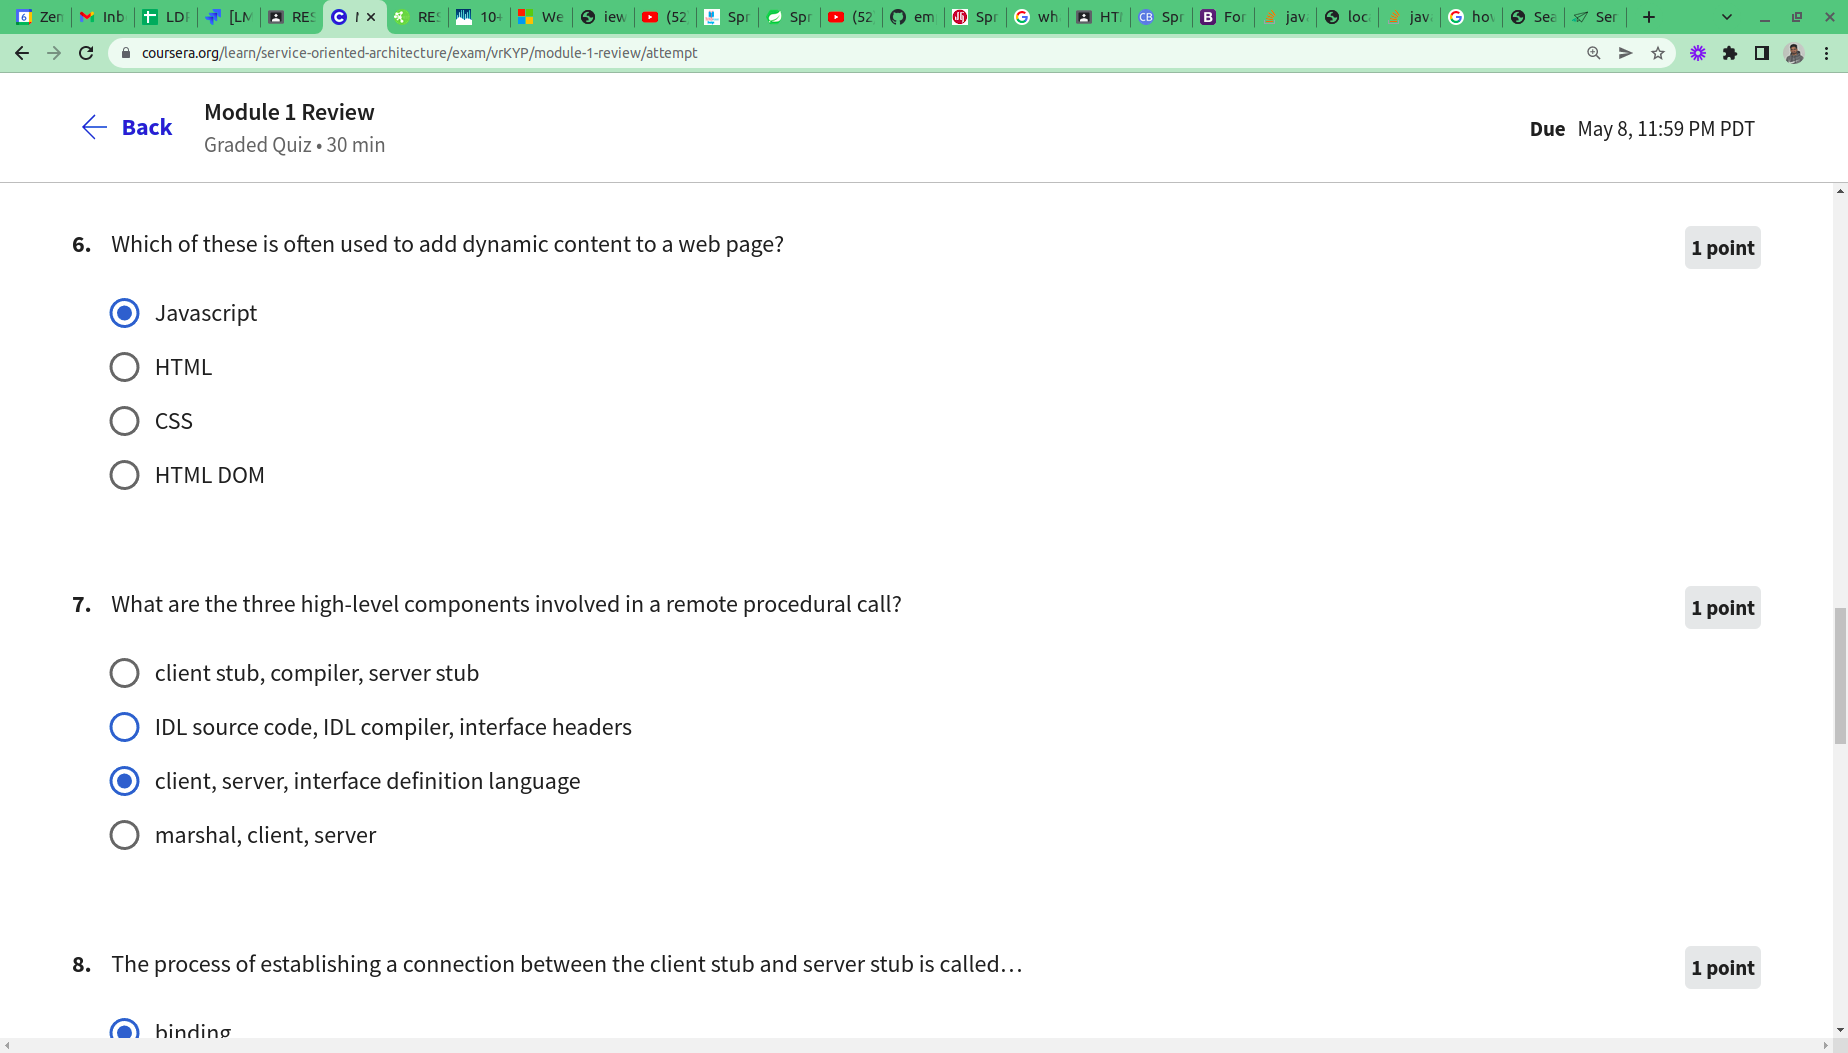 Zen
Inb
LDF
[LM
RES
RES
10+
We
iew
(52
Spr
Spr
(52
em
Spr
wh
HT
CB
Spr
B
For
java
loc
java
hov
Sea
Ser
coursera.org/learn/service-oriented-architecture/exam/vrKYP/module-1-review/attempt
Back
Module 1 Review
Graded Quiz • 30 min
Due May 8, 11:59 PM PDT
6. Which of these is often used to add dynamic content to a web page?
1 point
Javascript
HTML
CSS
HTML DOM
7. What are the three high-level components involved in a remote procedural call?
1 point
client stub, compiler, server stub
IDL source code, IDL compiler, interface headers
client, server, interface definition language
marshal, client, server
8. The process of establishing a connection between the client stub and server stub is called…
1 point
binding